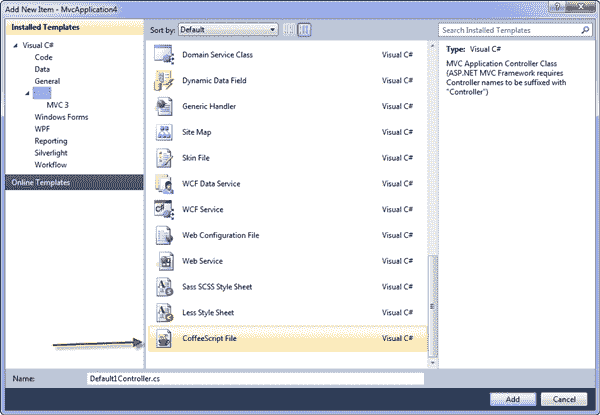 Add New Item - MvcApplication4
Installed Templates
Visual C#
Code
Data
General
MVC 3
Windows Forms
WPF
Reporting
Silverlight
Workflow
Online Templates
Sort by: Default
Domain Service Class Visual C#
Dynamic Data Field Visual C#
Generic Handler Visual C#
Site Map Visual C#
Skin File Visual C#
WCF Data Service Visual C#
WCF Service Visual C#
Web Configuration File Visual C#
Web Service Visual C#
Sass SCSS Style Sheet Visual C#
Less Style Sheet Visual C#
CoffeeScript File Visual C#
Search Installed Templates
Type: Visual C#
MVC Application Controller Class
(ASP.NET MVC Framework requires
Controller names to be suffixed with
"Controller")
Name: Default1Controller.cs
Add Cancel